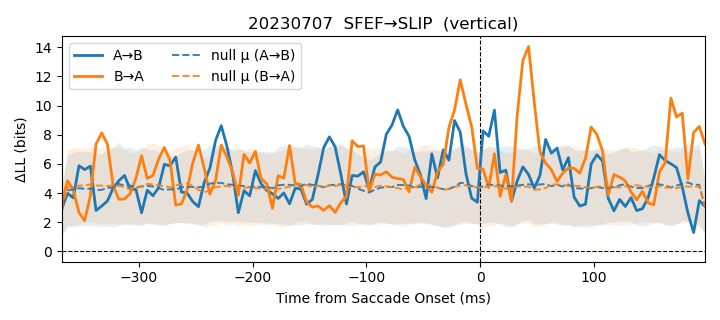 20230707  SFEF→SLIP  (vertical)
ΔLL (bits)
14
12
10
8
6
4
2
0
A→B
B→A
null μ (A→B)
null μ (B→A)
−300
−200
−100
0
100
Time from Saccade Onset (ms)